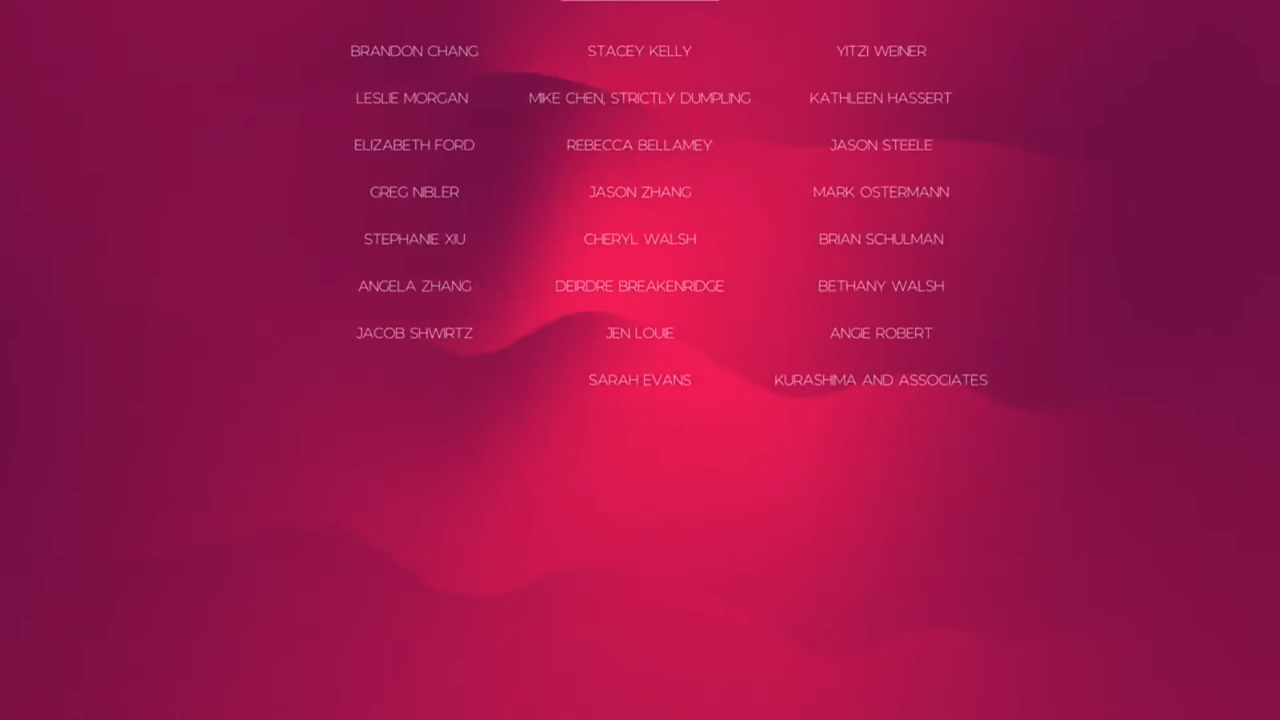 BRANDON CHANG STACEY KELLY YITZI WEINER
LESLIE MORGAN MIKE CHEN, STRICTLY DUMPLING KATHLEEN HASSERT
ELIZABETH FORD REBECCA BELLAMEY JASON STEELE
GREG NIBLER JASON ZHANG MARK OSTERMANN
STEPHANIE XIU CHERYL WALSH BRIAN SCHULMAN
ANGELA ZHANG DEIRDRE BREAKENRIDGE BETHANY WALSH
JACOB SHWIRTZ JEN LOUIE ANGIE ROBERT
SARAH EVANS KURASHIMA AND ASSOCIATES